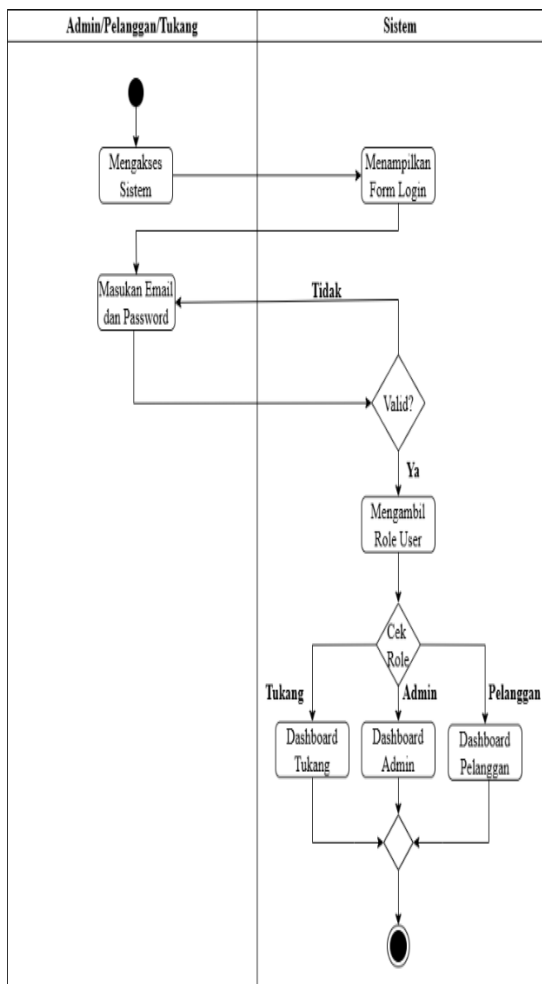 Admin/Pelanggan/Tukang
Sistem
Mengakses
Sistem
Menampilkan
Form Login
Masukan Email
dan Password
Tidak
Valid?
Ya
Mengambil
Role User
Cek
Role
Tukang
Admin
Pelanggan
Dashboard
Tukang
Dashboard
Admin
Dashboard
Pelanggan